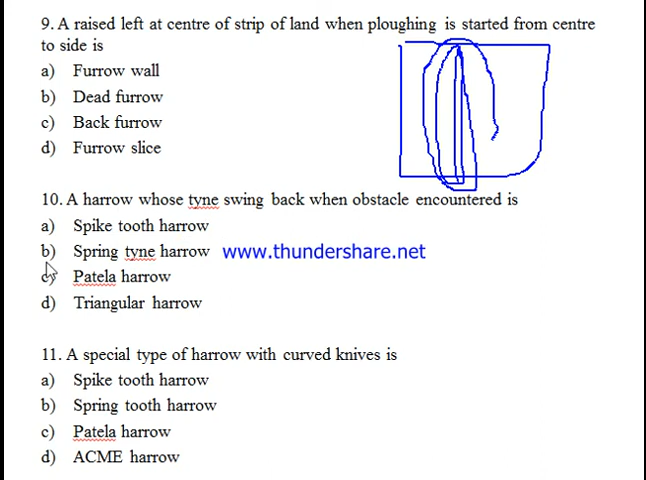 9. A raised left at centre of strip of land when ploughing is started from centre
to side is
a) Furrow wall
b) Dead furrow
c) Back furrow
d) Furrow slice
10. A harrow whose tyne swing back when obstacle encountered is
a) Spike tooth harrow
b) Spring tyne harrow www.thundershare.net
c) Patela harrow
d) Triangular harrow
11. A special type of harrow with curved knives is
a) Spike tooth harrow
b) Spring tooth harrow
c) Patela harrow
d) ACME harrow